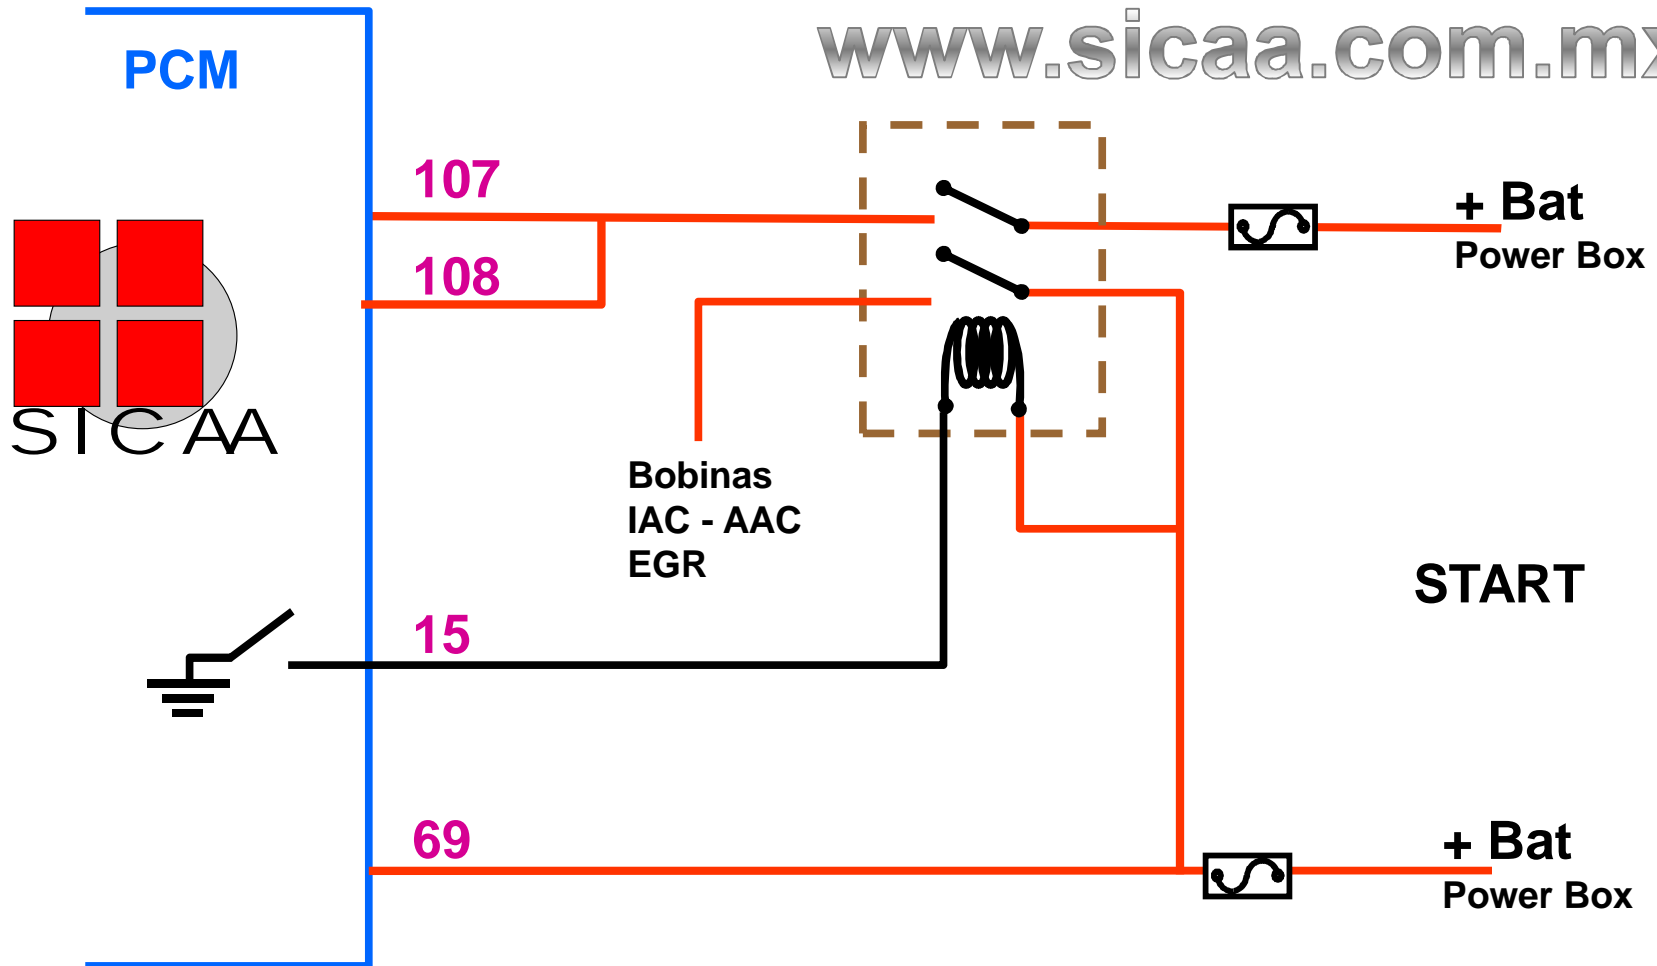 www.sicaa.com.mx
PCM
107
+ Bat
Power Box
108
SICAA
Bobinas
IAC - AAC
EGR
START
15
69
+ Bat
Power Box